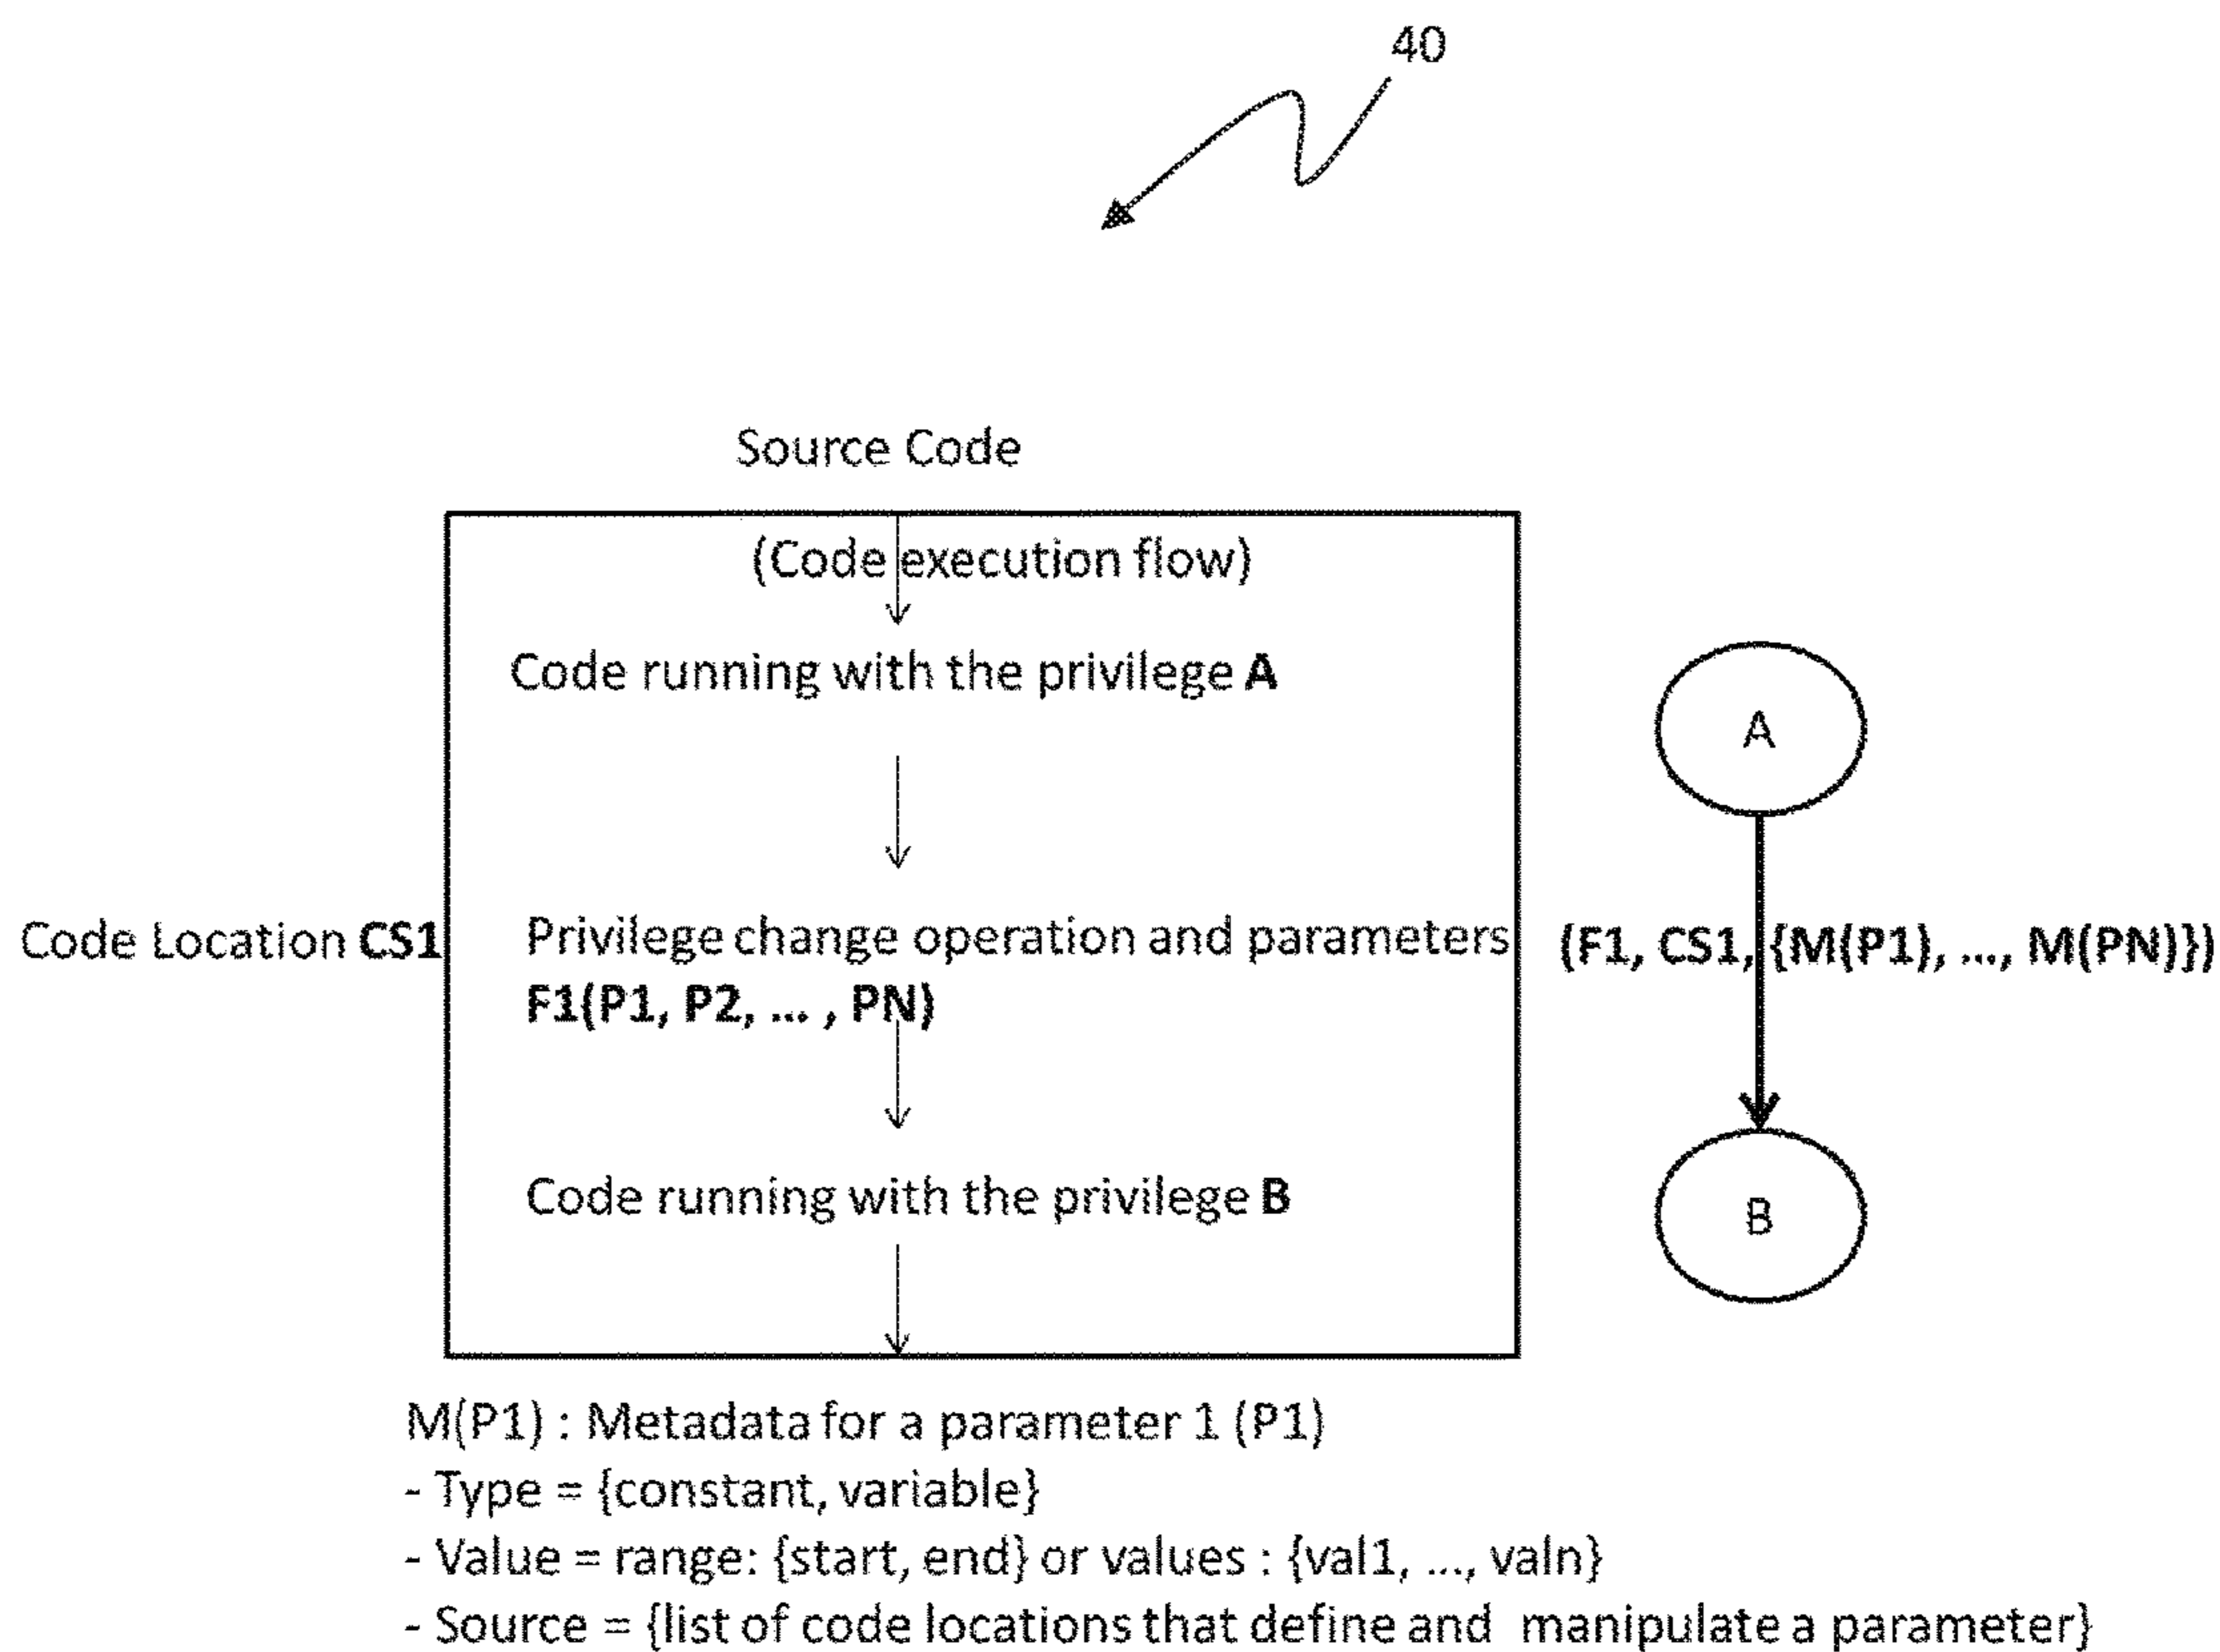 40
Source Code
(Code execution flow)
Code running with the privilege A
A
Code Location CS1
Privilege change operation and parameters
F1(P1, P2, ... , PN)
(F1, CS1, {M(P1), ..., M(PN)})
Code running with the privilege B
B
M(P1) : Metadata for a parameter 1 (P1)
- Type = {constant, variable}
- Value = range: {start, end} or values : {val1, ..., valn}
- Source = {list of code locations that define and manipulate a parameter}